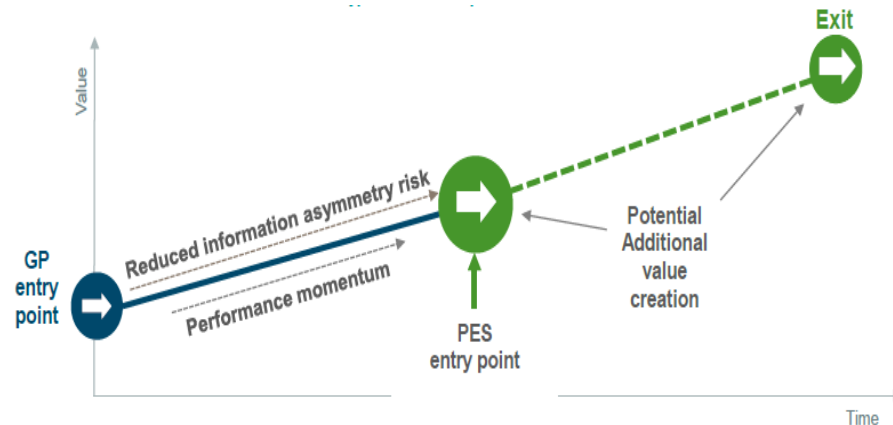 Exit
Value
Reduced information asymmetry risk
GP
entry
point
Performance momentum
Potential
Additional
value
creation
PES
entry point
Time